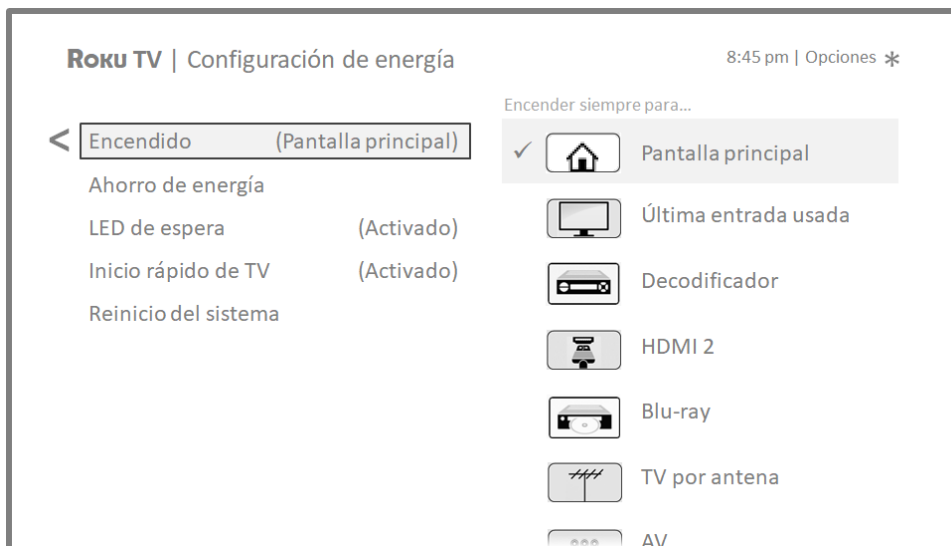 ROKU TV | Configuración de energía
8:45 pm | Opciones *
Encender siempre para...
< Encendido (Pantalla principal)
Ahorro de energía
LED de espera (Activado)
Inicio rápido de TV (Activado)
Reinicio del sistema
✓ Pantalla principal
Última entrada usada
Decodificador
HDMI 2
Blu-ray
TV por antena
AV